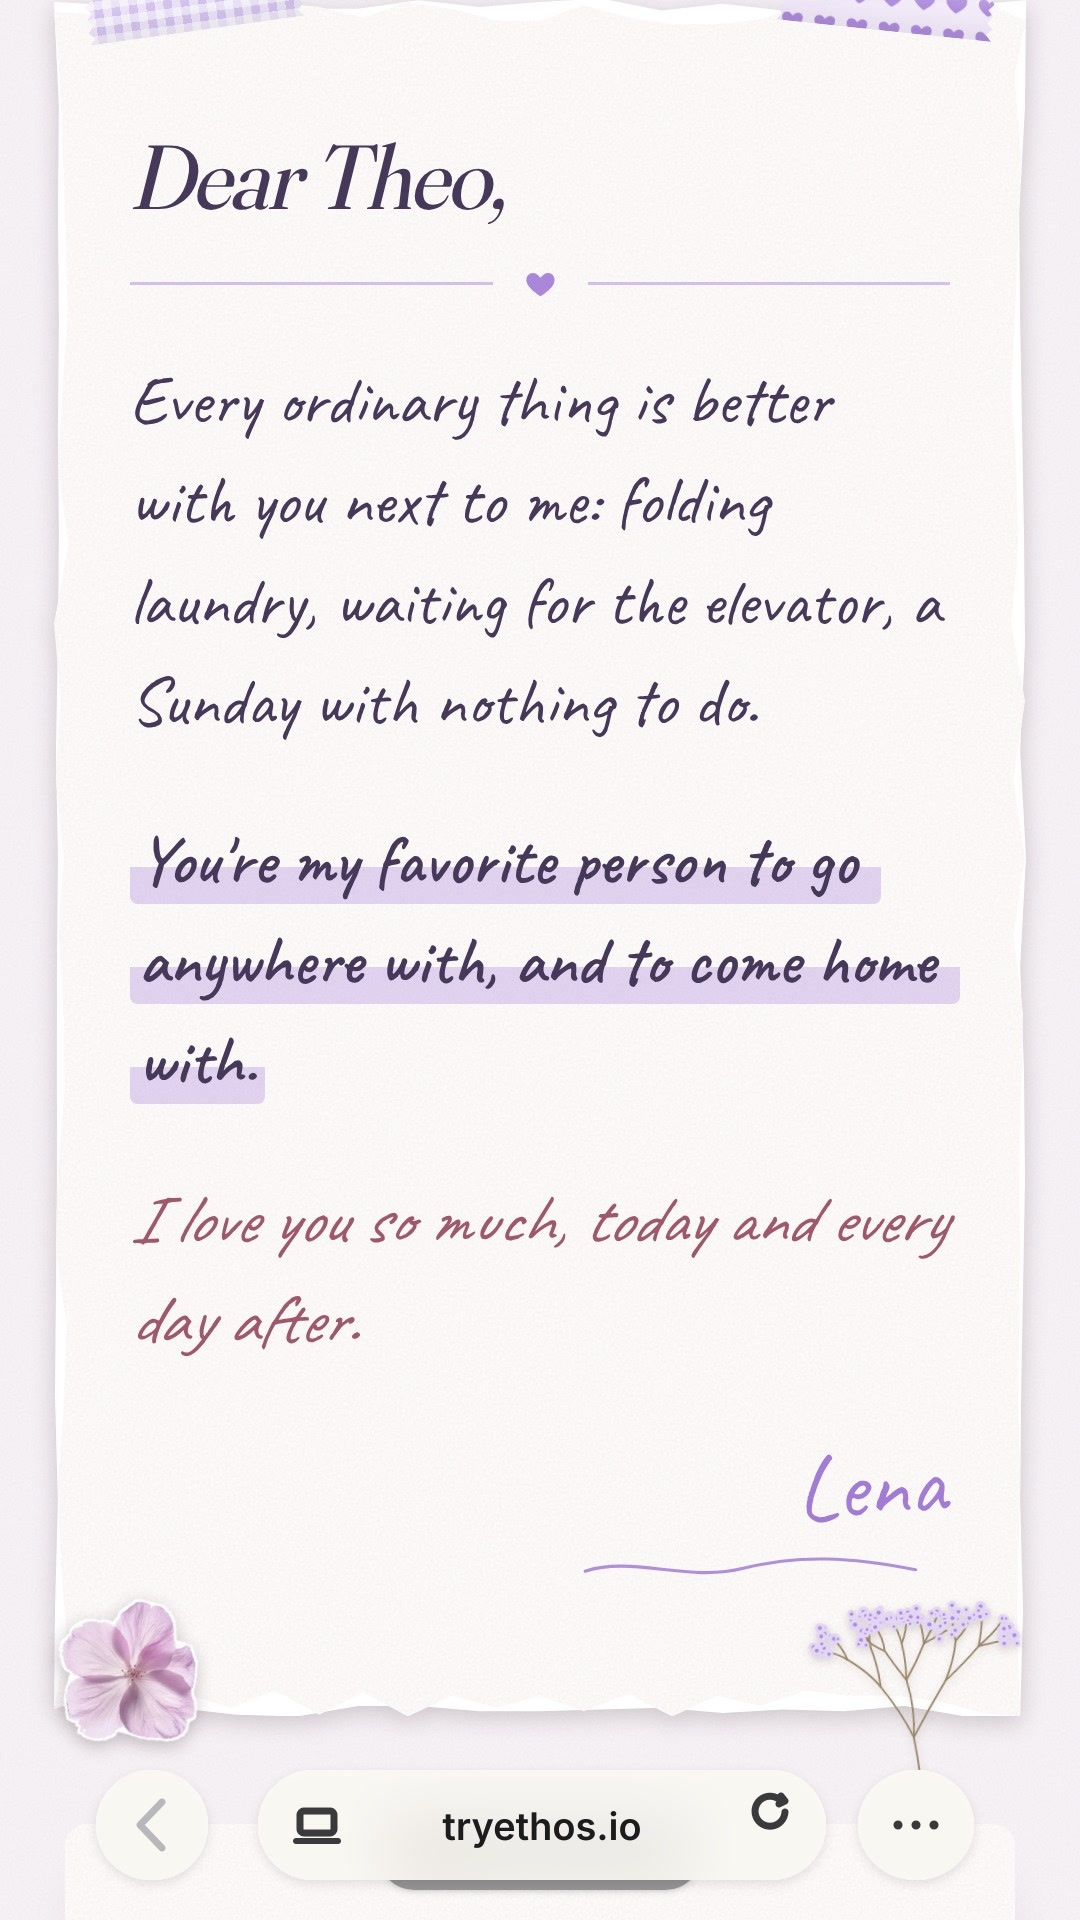 Dear Theo,
Every ordinary thing is better
with you next to me: folding
laundry, waiting for the elevator, a
Sunday with nothing to do.
You're my favorite person to go
anywhere with, and to come home
with.
I love you so much, today and every
day after.
Lena
tryethos.io